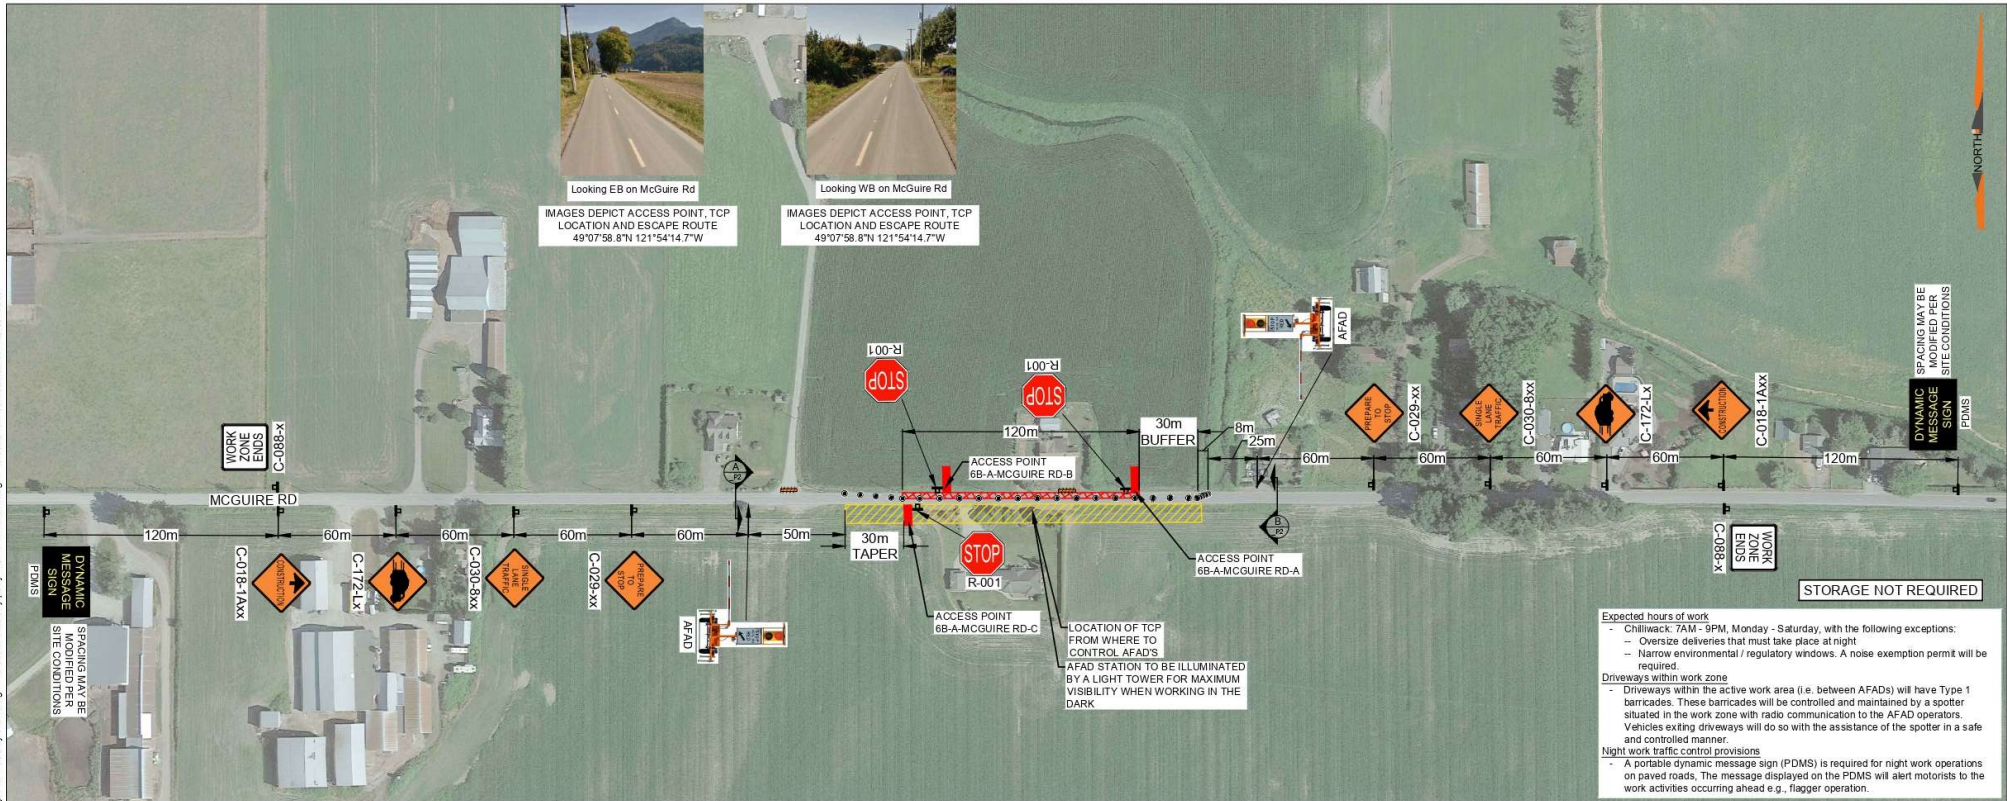 Looking EB on McGuire Rd
IMAGES DEPICT ACCESS POINT, TCP
LOCATION AND ESCAPE ROUTE
49°07'58.8"N 121°54'14.7"W
Looking WB on McGuire Rd
IMAGES DEPICT ACCESS POINT, TCP
LOCATION AND ESCAPE ROUTE
49°07'58.8"N 121°54'14.7"W
NORTH
WORK
ZONE
ENDS
C-088-x
MCGUIRE RD
A
P2
R-001
STOP
R-001
STOP
120m
30m
BUFFER
8m
25m
ACCESS POINT
6B-A-MCGUIRE RD-B
AFAD
PREPARE
TO
STOP
C-029-xx
SINGLE
LANE
TRAFFIC
C-030-8xx
C-172-Lx
CONSTRUCTION
C-018-1Axx
60m
60m
60m
60m
120m
SPACING MAY BE
MODIFIED PER
SITE CONDITIONS
DYNAMIC
MESSAGE
SIGN
PDMS
120m
60m
60m
60m
60m
50m
30m
TAPER
PDMS
DYNAMIC
MESSAGE
SIGN
SPACING MAY BE
MODIFIED PER
SITE CONDITIONS
C-018-1Axx
CONSTRUCTION
C-172-Lx
C-030-8xx
SINGLE
LANE
TRAFFIC
C-029-xx
PREPARE
TO
STOP
AFAD
STOP
R-001
ACCESS POINT
6B-A-MCGUIRE RD-C
LOCATION OF TCP
FROM WHERE TO
CONTROL AFAD'S
AFAD STATION TO BE ILLUMINATED
BY A LIGHT TOWER FOR MAXIMUM
VISIBILITY WHEN WORKING IN THE
DARK
ACCESS POINT
6B-A-MCGUIRE RD-A
B
P2
C-088-x
WORK
ZONE
ENDS
STORAGE NOT REQUIRED
Expected hours of work
- Chilliwack: 7AM - 9PM, Monday - Saturday, with the following exceptions:
-- Oversize deliveries that must take place at night
-- Narrow environmental / regulatory windows. A noise exemption permit will be
required.
Driveways within work zone
- Driveways within the active work area (i.e. between AFADs) will have Type 1
barricades. These barricades will be controlled and maintained by a spotter
situated in the work zone with radio communication to the AFAD operators.
Vehicles exiting driveways will do so with the assistance of the spotter in a safe
and controlled manner.
Night work traffic control provisions
- A portable dynamic message sign (PDMS) is required for night work operations
on paved roads, The message displayed on the PDMS will alert motorists to the
work activities occurring ahead e.g., flagger operation.